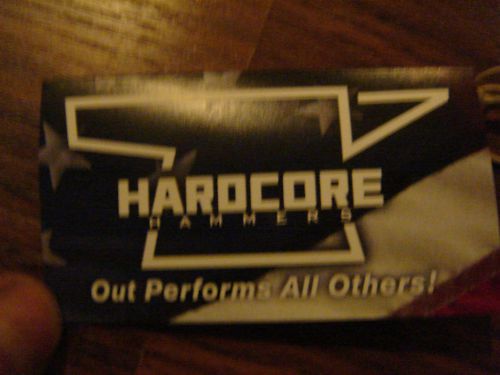 HARDCORE
HAMMERS
Out Performs All Others!